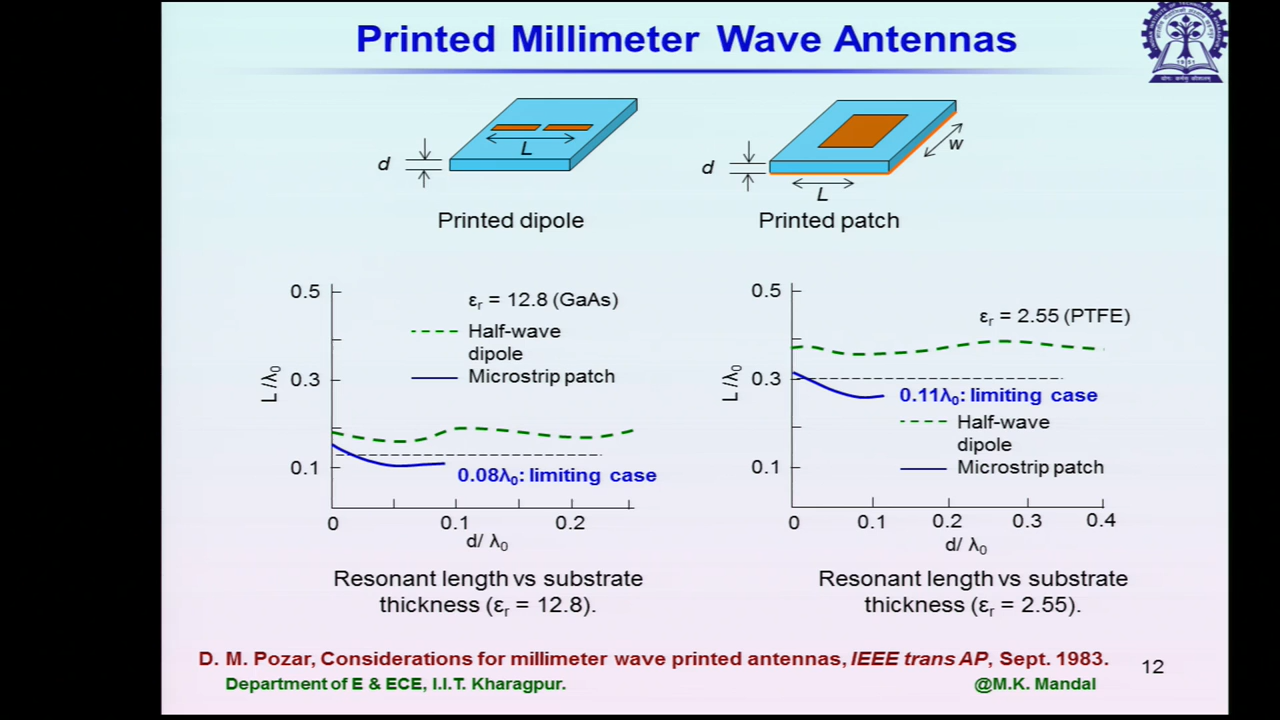 Printed Millimeter Wave Antennas
d
L
Printed dipole
d
L
w
Printed patch
0.5
0.3
0.1
L/λ0
εr = 12.8 (GaAs)
Half-wave
dipole
Microstrip patch
0.08λ0: limiting case
0
0.1
0.2
d/ λ0
Resonant length vs substrate
thickness (εr = 12.8).
0.5
0.3
0.1
L/λ0
εr = 2.55 (PTFE)
0.11λ0: limiting case
Half-wave
dipole
Microstrip patch
0
0.1
0.2
0.3
0.4
d/ λ0
Resonant length vs substrate
thickness (εr = 2.55).
D. M. Pozar, Considerations for millimeter wave printed antennas, IEEE trans AP, Sept. 1983.
12
Department of E & ECE, I.I.T. Kharagpur.
@M.K. Mandal